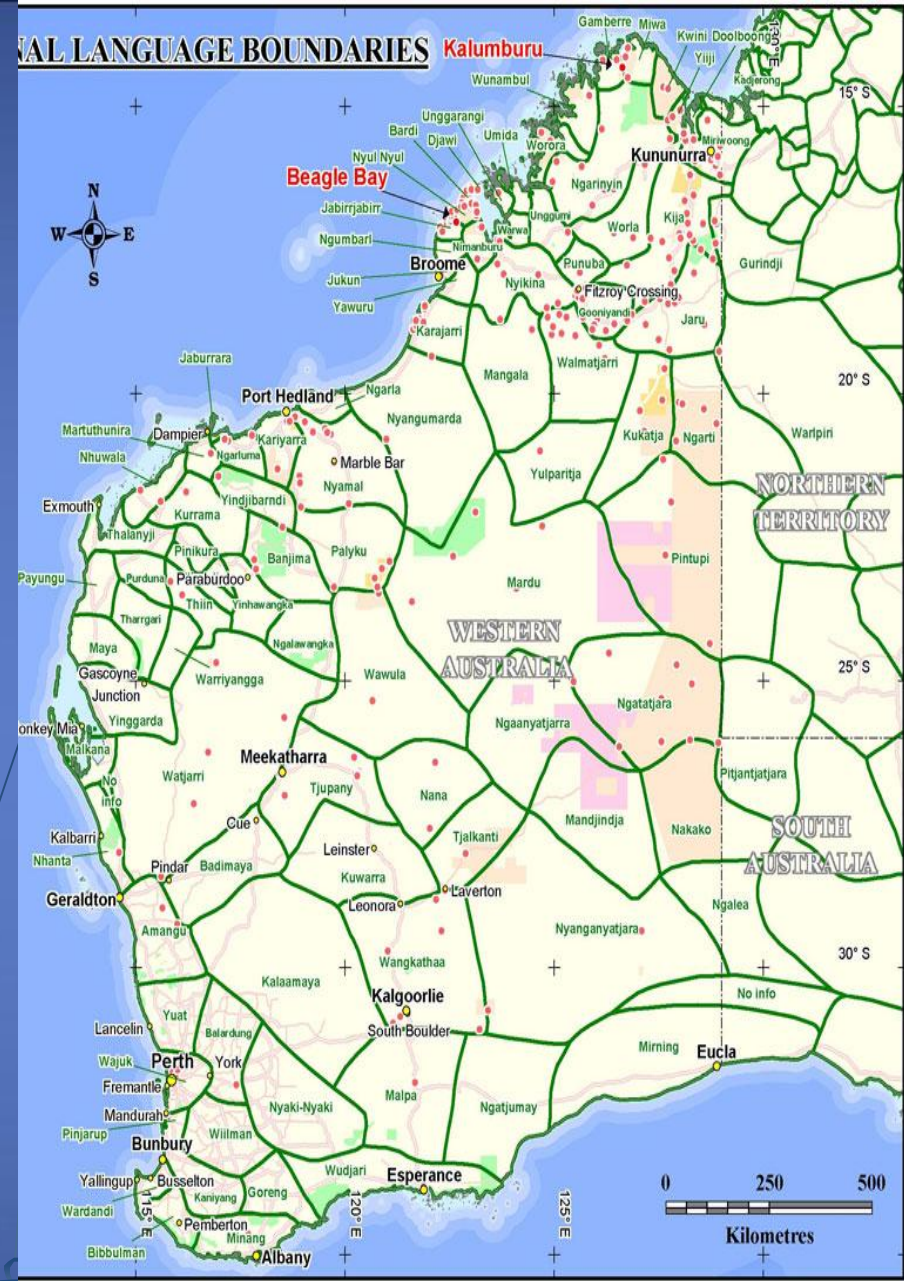 NAL LANGUAGE BOUNDARIES
Kalumburu
Gamberre
Miwa
Kwini
Doolboong
Yiiji
Kadjerong
130° E
15° S
Wunambul
Unggarangi
Bardi
Umida
Djawi
Worora
Miriwoong
Nyul Nyul
Kununurra
Beagle Bay
Ngarinyin
Jabirrjabirr
Unggumi
Worla
Kija
Ngumbarl
Warwa
Nimanburu
Punuba
Gurindji
Broome
Jukun
Nyikina
Fitzroy Crossing
Yawuru
Gooniyandi
Jaru
Karajarri
N
W
E
S
Jaburrara
Walmatjarri
Mangala
20° S
Port Hedland
Ngarla
Nyangumarda
Martuthunira
Dampier
Kariyarra
Kukatja
Ngarti
Warlpiri
Nhuwala
Ngarluma
Marble Bar
Yulparitja
Nyamal
NORTHERN
TERRITORY
Yindjibarndi
Exmouth
Kurrama
Thalanyji
Pinikura
Banjima
Palyku
Pintupi
Payungu
Purduna
Paraburdoo
Mardu
Thiin
Yinhawangka
Tharrgari
WESTERN
AUSTRALIA
Maya
Ngalawangka
25° S
Gascoyne
Junction
Warriyangga
Wawula
Ngatatjara
Yinggarda
Ngaanyatjarra
onkey Mia
Malkana
Meekatharra
Pitjantjatjara
Watjarri
No
info
Tjupany
Nana
Mandjindja
Cue
Nakako
SOUTH
AUSTRALIA
Kalbarri
Tjalkanti
Leinster
Nhanta
Pindar
Badimaya
Kuwarra
Geraldton
Laverton
Leonora
Ngalea
Amangu
Nyanganyatjara
Wangkathaa
30° S
Kalaamaya
Kalgoorlie
No info
Yuat
Lancelin
Balardung
South Boulder
Mirning
Eucla
Wajuk
Perth
York
Fremantle
Malpa
Mandurah
Nyaki-Nyaki
Ngatjumay
Pinjarup
Wiilman
Bunbury
Wudjari
Esperance
Yallingup
Busselton
Goreng
Kaniyang
Wardandi
115° E
120° E
125° E
Pemberton
Minang
Bibbulman
Albany
0 250 500
Kilometres